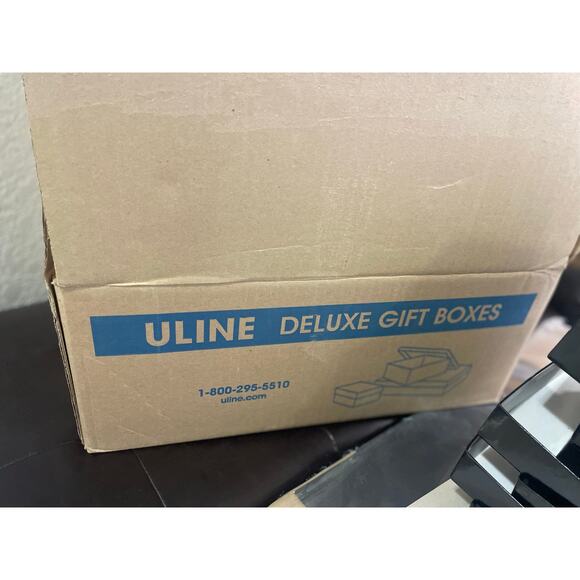 ULINE DELUXE GIFT BOXES
1-800-295-5510
uline.com